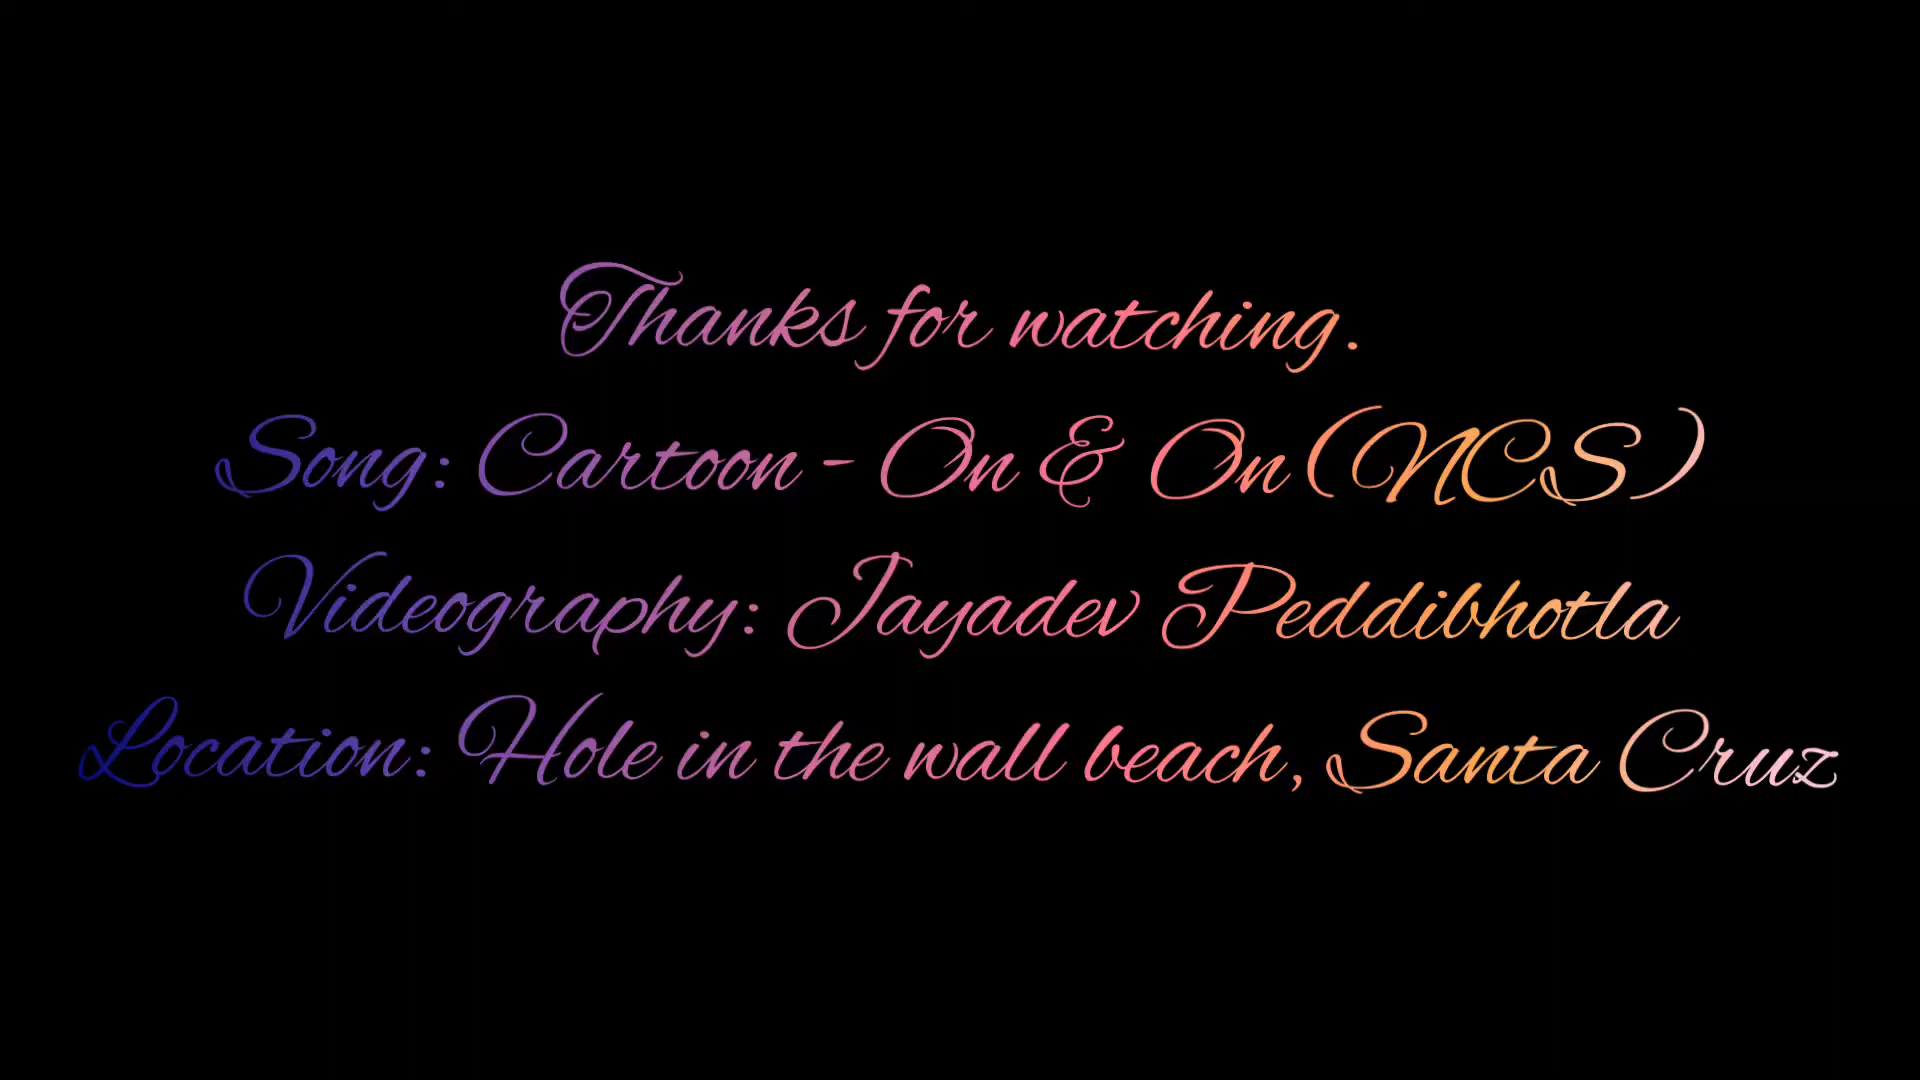 Thanks for watching.
Song: Cartoon - On & On (NCS)
Videography: Jayadev Peddibhotla
Location: Hole in the wall beach, Santa Cruz